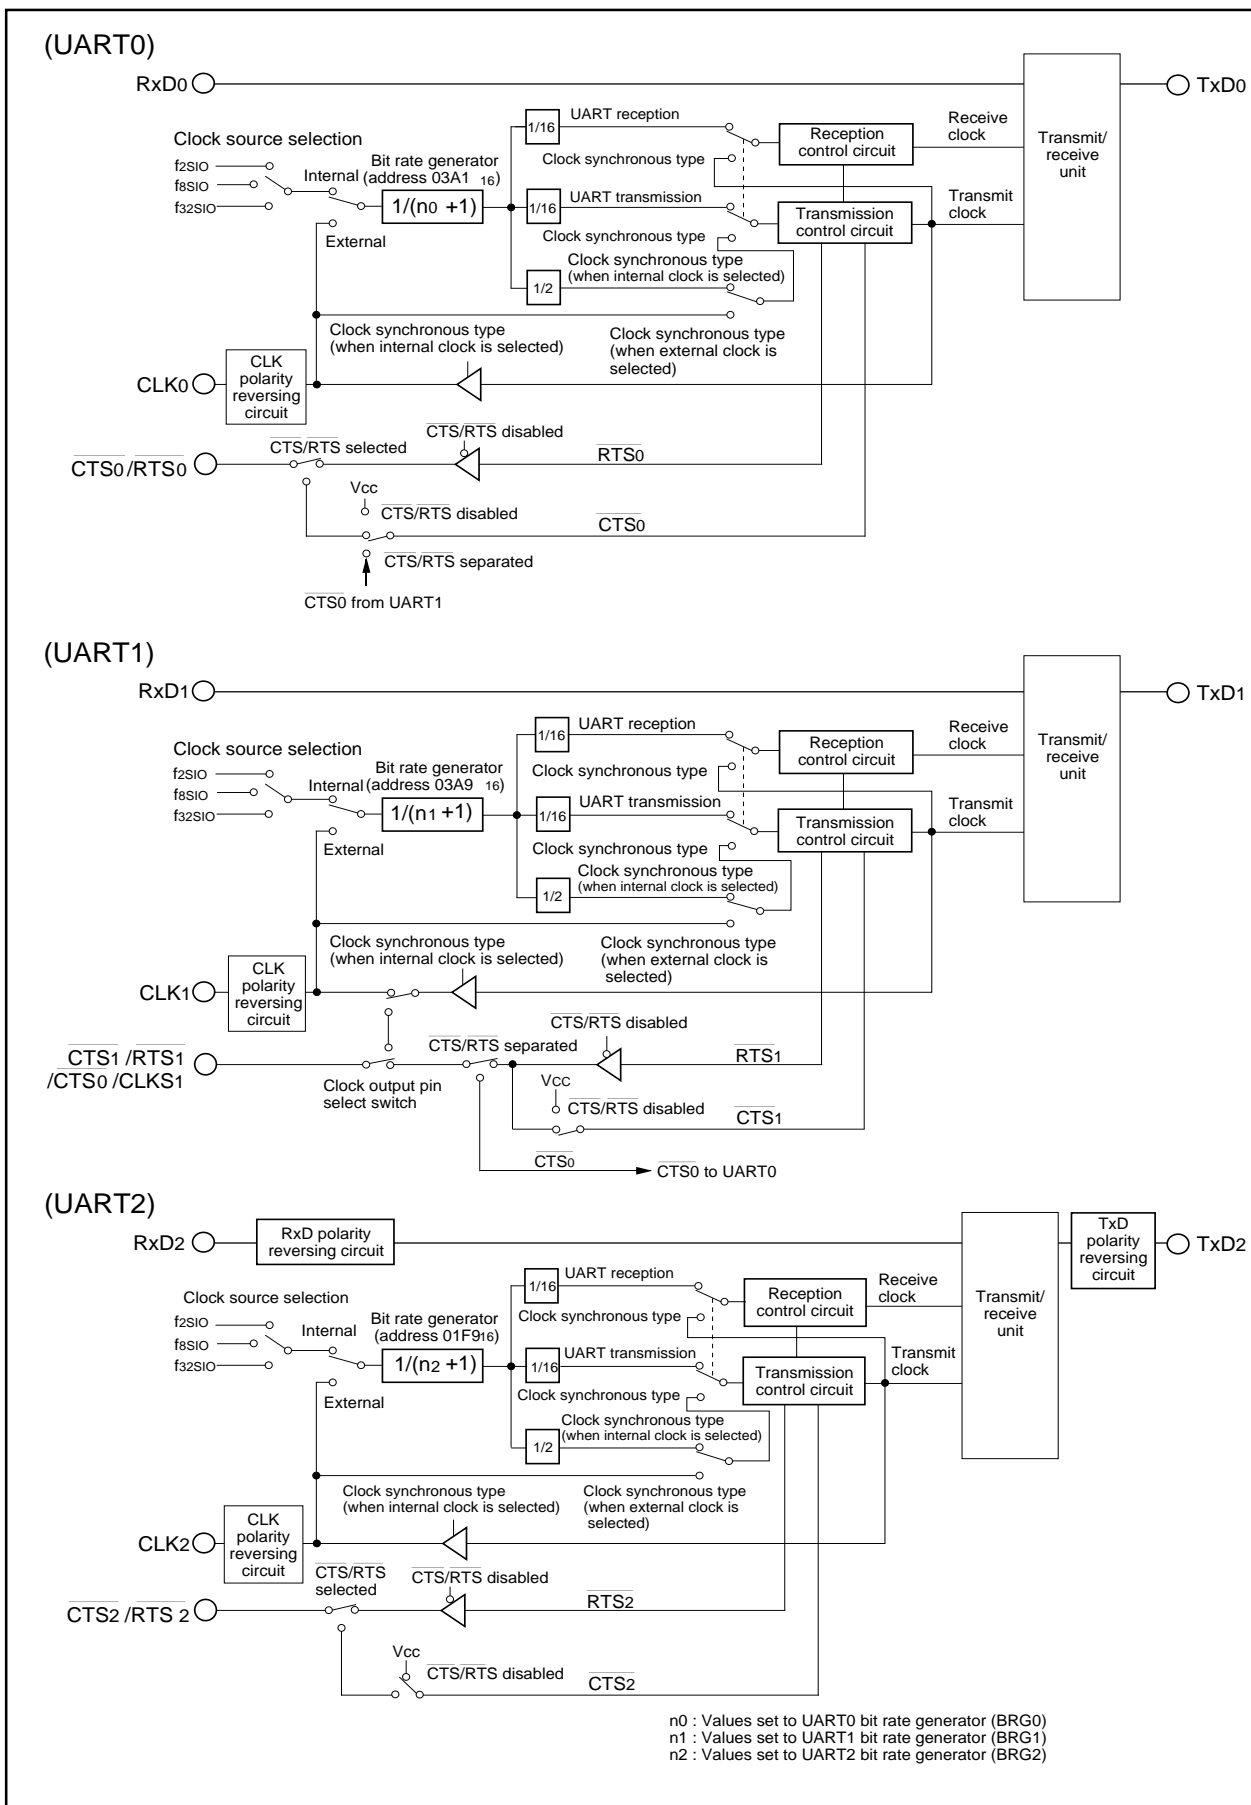 (UART0)
RxD0
TxD0
Clock source selection
f2SIO
f8SIO
f32SIO
Internal
External
Bit rate generator
(address 03A1 16)
1/(n0 +1)
1/16
UART reception
Clock synchronous type
1/16
UART transmission
Clock synchronous type
Clock synchronous type
(when internal clock is selected)
1/2
Reception
control circuit
Transmission
control circuit
Receive
clock
Transmit
clock
Transmit/
receive
unit
Clock synchronous type
(when internal clock is selected)
Clock synchronous type
(when external clock is
selected)
CLK0
CLK
polarity
reversing
circuit
CTS0 /RTS0
CTS/RTS selected
CTS/RTS disabled
RTS0
Vcc
CTS/RTS disabled
CTS0
CTS/RTS separated
CTS0 from UART1
(UART1)
RxD1
TxD1
Clock source selection
f2SIO
f8SIO
f32SIO
Internal
External
Bit rate generator
(address 03A9 16)
1/(n1 +1)
1/16
UART reception
Clock synchronous type
1/16
UART transmission
Clock synchronous type
Clock synchronous type
(when internal clock is selected)
1/2
Reception
control circuit
Transmission
control circuit
Receive
clock
Transmit
clock
Transmit/
receive
unit
Clock synchronous type
(when internal clock is selected)
Clock synchronous type
(when external clock is
selected)
CLK1
CLK
polarity
reversing
circuit
CTS1 /RTS1
/CTS0 /CLKS1
Clock output pin
select switch
CTS/RTS separated
CTS/RTS disabled
RTS1
VCC
CTS/RTS disabled
CTS1
CTS0
CTS0 to UART0
(UART2)
RxD2
RxD polarity
reversing circuit
TxD
polarity
reversing
circuit
TxD2
Clock source selection
f2SIO
f8SIO
f32SIO
Internal
External
Bit rate generator
(address 01F916)
1/(n2 +1)
1/16
UART reception
Clock synchronous type
1/16
UART transmission
Clock synchronous type
Clock synchronous type
(when internal clock is selected)
1/2
Reception
control circuit
Transmission
control circuit
Receive
clock
Transmit
clock
Transmit/
receive
unit
Clock synchronous type
(when internal clock is selected)
Clock synchronous type
(when external clock is
selected)
CLK2
CLK
polarity
reversing
circuit
CTS2 /RTS 2
CTS/RTS
selected
CTS/RTS disabled
RTS2
Vcc
CTS/RTS disabled
CTS2
n0 : Values set to UART0 bit rate generator (BRG0)
n1 : Values set to UART1 bit rate generator (BRG1)
n2 : Values set to UART2 bit rate generator (BRG2)